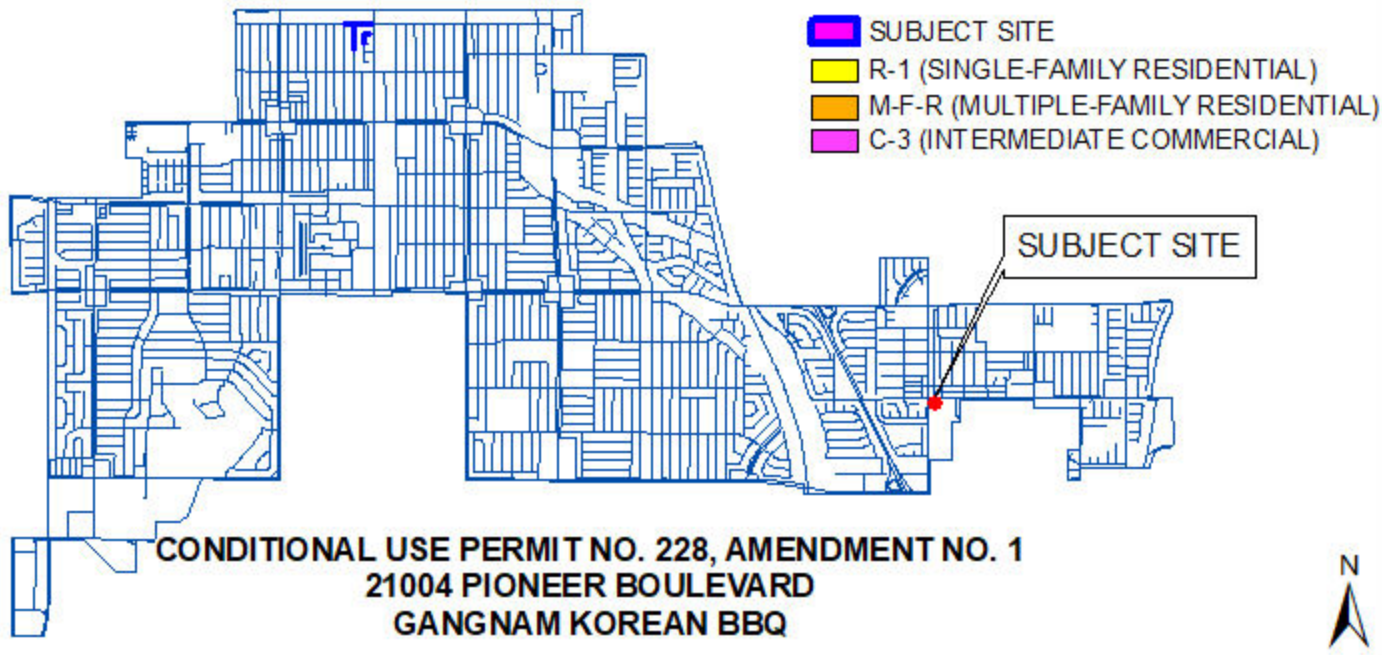 SUBJECT SITE
R-1 (SINGLE-FAMILY RESIDENTIAL)
M-F-R (MULTIPLE-FAMILY RESIDENTIAL)
C-3 (INTERMEDIATE COMMERCIAL)
SUBJECT SITE
CONDITIONAL USE PERMIT NO. 228, AMENDMENT NO. 1
21004 PIONEER BOULEVARD
GANGNAM KOREAN BBQ
N